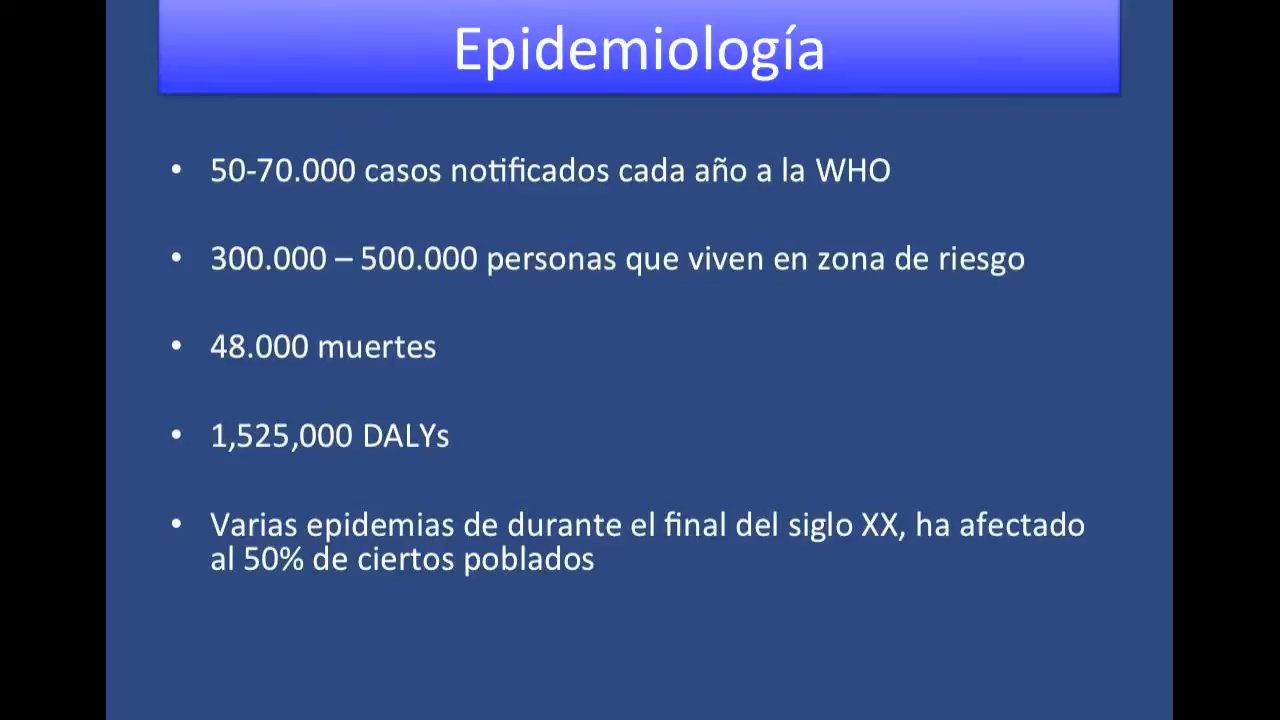 Epidemiología
• 50-70.000 casos notificados cada año a la WHO
• 300.000 – 500.000 personas que viven en zona de riesgo
• 48.000 muertes
• 1,525,000 DALYs
• Varias epidemias de durante el final del siglo XX, ha afectado
al 50% de ciertos poblados